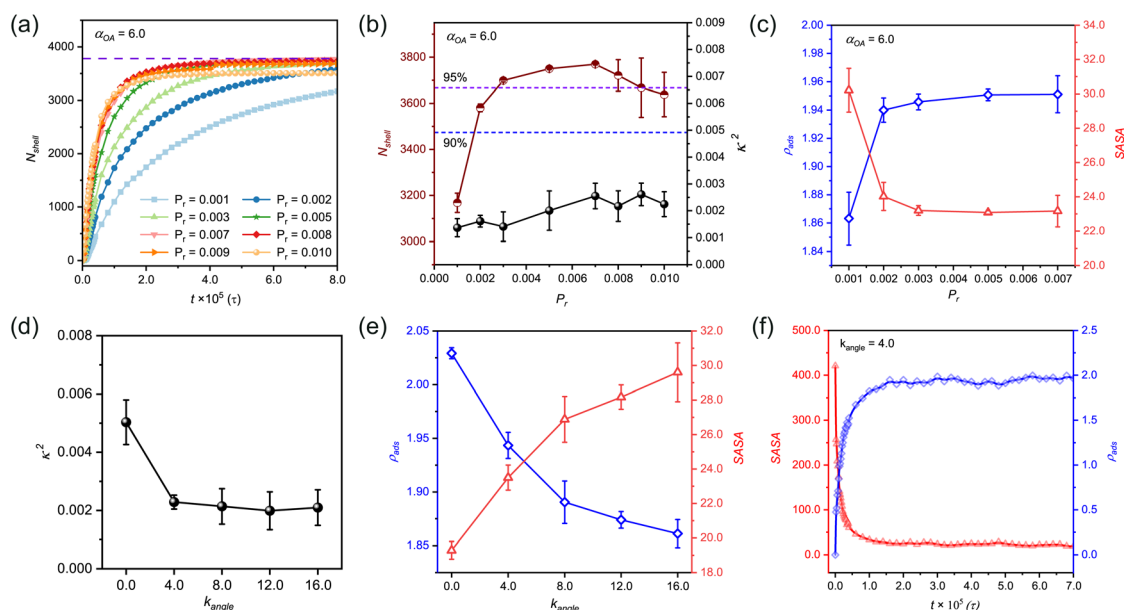 (a)
α_OA = 6.0
N_shell
4000
3000
2000
1000
0
P_r = 0.001 P_r = 0.002
P_r = 0.003 P_r = 0.005
P_r = 0.007 P_r = 0.008
P_r = 0.009 P_r = 0.010
0.0 2.0 4.0 6.0 8.0
t ×10⁵ (τ)
(b)
α_OA = 6.0
N_shell
3900
3800
3700
3600
3500
3400
3300
3200
3100
3000
95%
90%
0.009
0.008
0.007
0.006
0.005
0.004
0.003
0.002
0.001
0.000
κ²
0.000 0.002 0.004 0.006 0.008 0.010
P_r
(c)
α_OA = 6.0
ρ_ads
2.00
1.98
1.96
1.94
1.92
1.90
1.88
1.86
1.84
34.0
32.0
30.0
28.0
26.0
24.0
22.0
20.0
SASA
0.000 0.001 0.002 0.003 0.004 0.005 0.006 0.007
P_r
(d)
κ²
0.008
0.006
0.004
0.002
0.000
0.0 4.0 8.0 12.0 16.0
k_angle
(e)
ρ_ads
2.05
2.00
1.95
1.90
1.85
32.0
30.0
28.0
26.0
24.0
22.0
20.0
18.0
SASA
0.0 4.0 8.0 12.0 16.0
k_angle
(f)
k_angle = 4.0
SASA
500.0
400.0
300.0
200.0
100.0
0.0
2.5
2.0
1.5
1.0
0.5
0.0
ρ_ads
0.0 1.0 2.0 3.0 4.0 5.0 6.0 7.0
t × 10⁵ (τ)